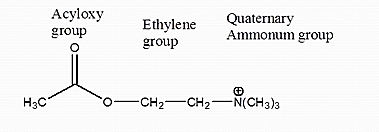 Acyloxy
group
Ethylene
group
Quaternary
Ammonum group
O
H₃C
O
CH₂
CH₂
N(CH₃)₃
⊕